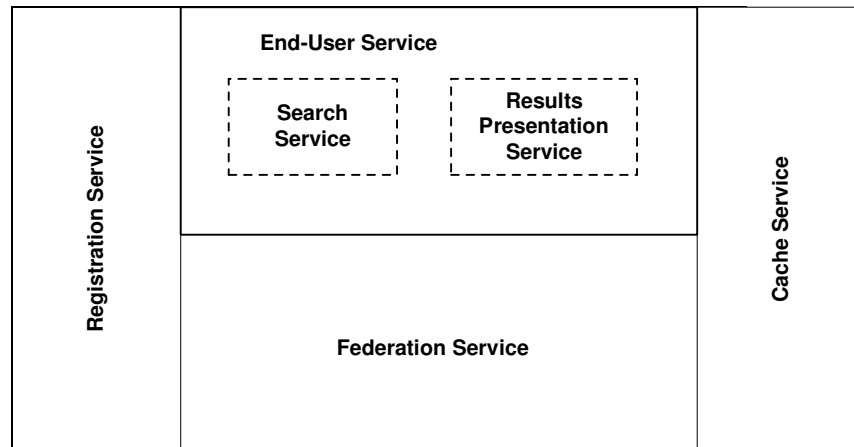 End-User Service
Search
Service
Results
Presentation
Service
Registration Service
Cache Service
Federation Service